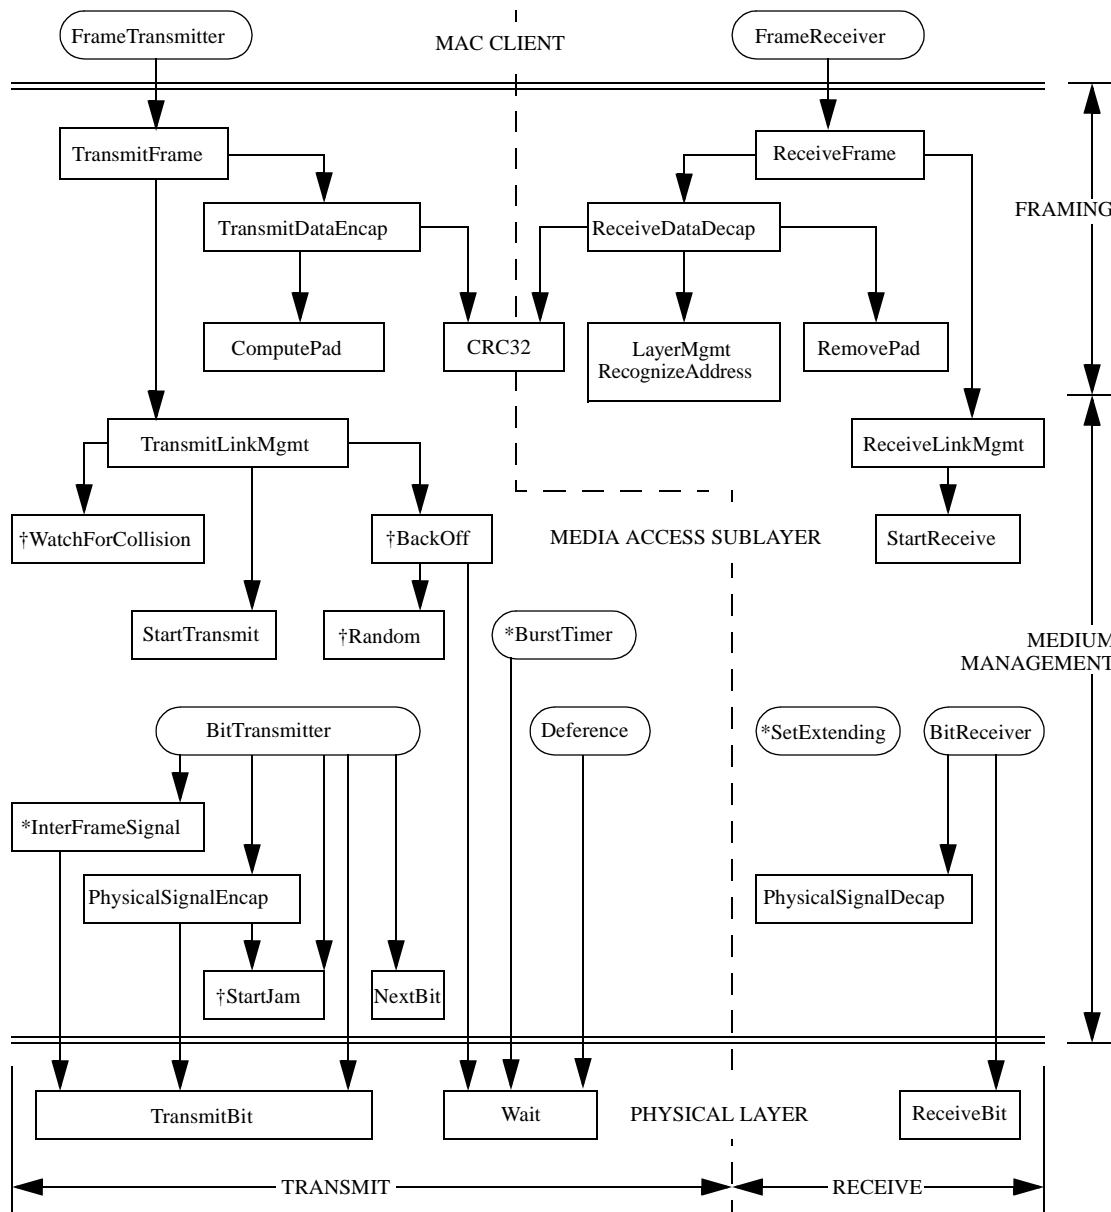 FrameTransmitter
MAC CLIENT
FrameReceiver
TransmitFrame
ReceiveFrame
FRAMING
TransmitDataEncap
ReceiveDataDecap
ComputePad
CRC32
LayerMgmt
RecognizeAddress
RemovePad
TransmitLinkMgmt
ReceiveLinkMgmt
†WatchForCollision
†BackOff
MEDIA ACCESS SUBLAYER
StartReceive
StartTransmit
†Random
*BurstTimer
MEDIUM
MANAGEMENT
BitTransmitter
Deference
*SetExtending
BitReceiver
*InterFrameSignal
PhysicalSignalEncap
PhysicalSignalDecap
†StartJam
NextBit
TransmitBit
Wait
PHYSICAL LAYER
ReceiveBit
TRANSMIT
RECEIVE